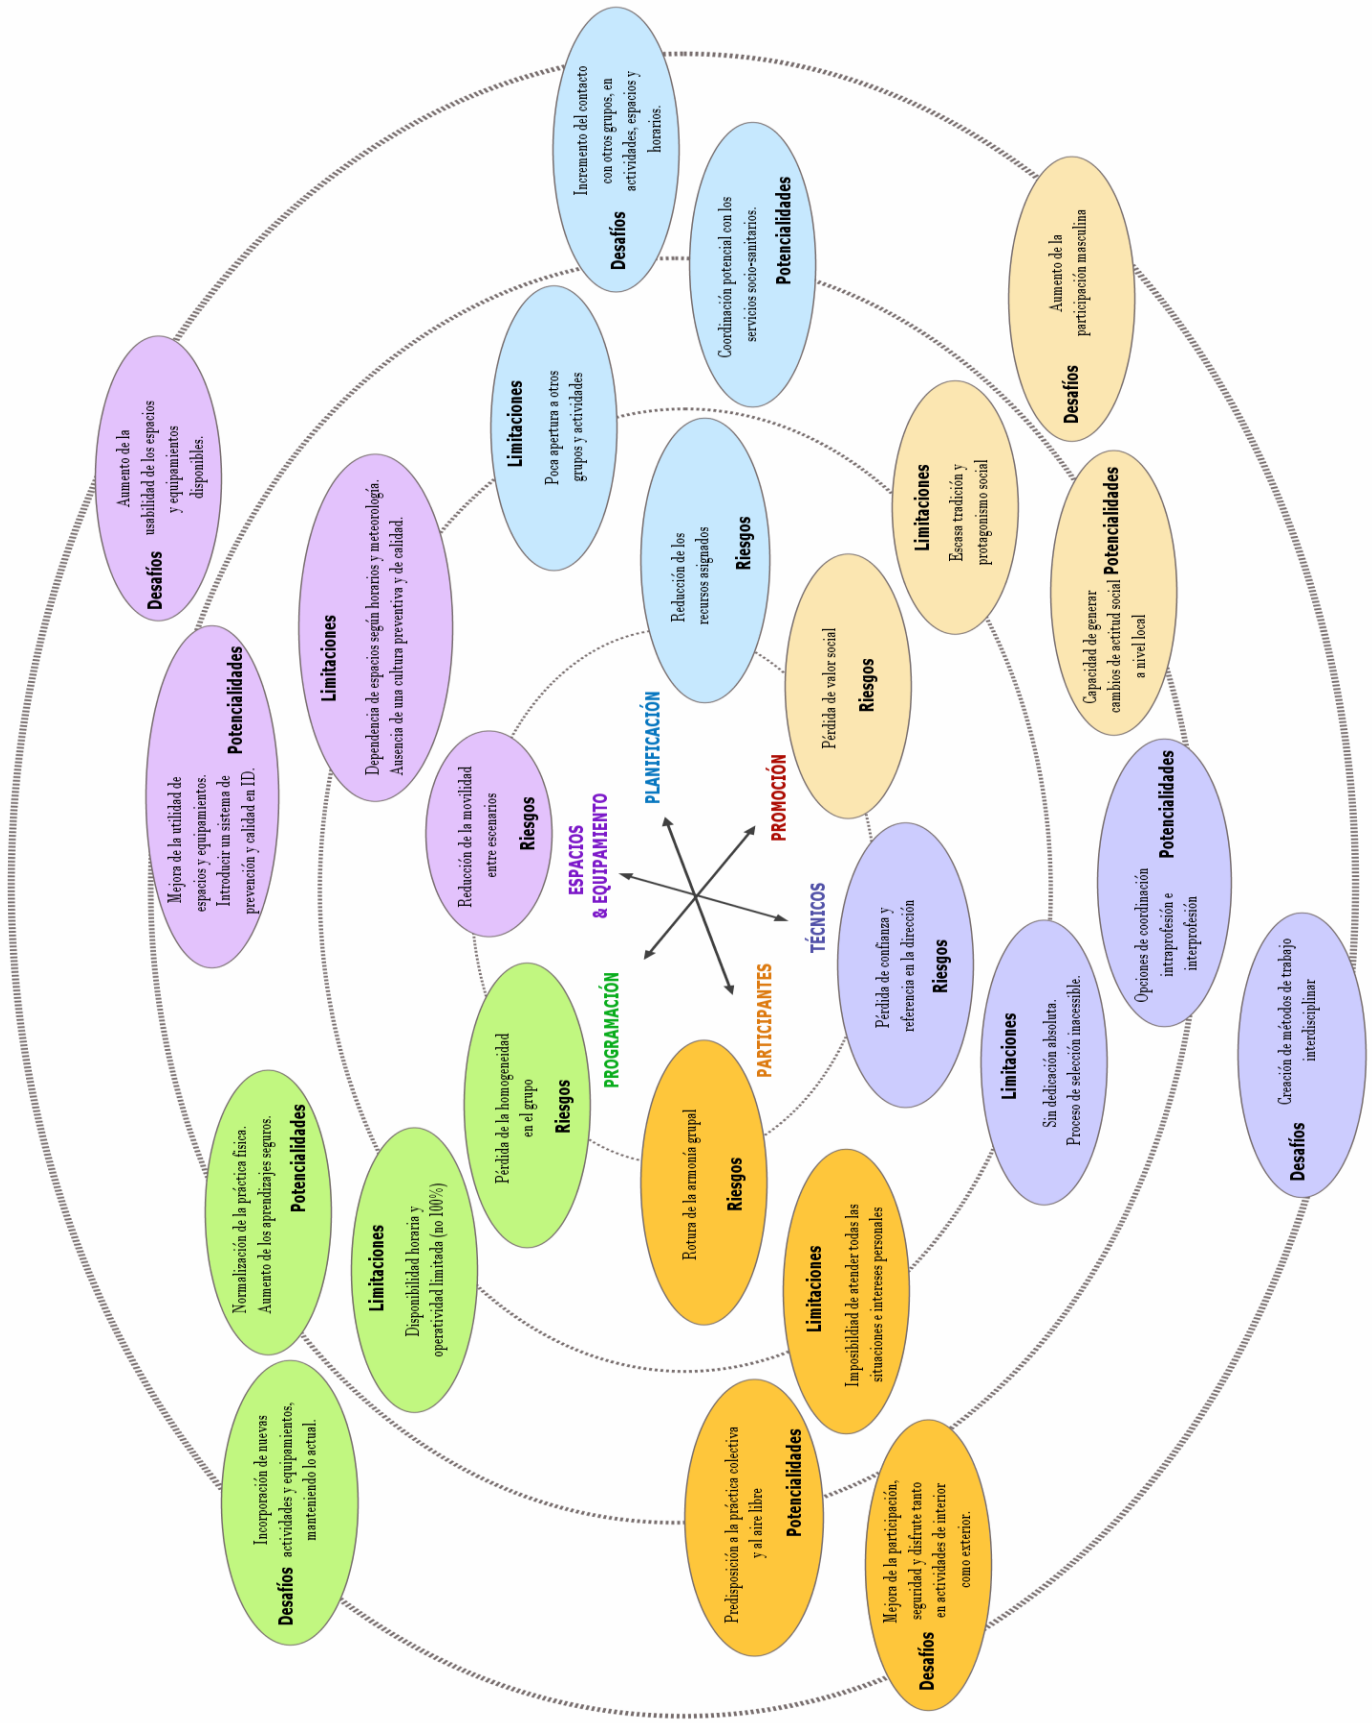 Aumento de la
usabilidad de los espacios
y equipamientos
disponibles.
Desafíos
Mejora de la utilidad de
espacios y equipamientos.
Introducir un sistema de
prevención y calidad en ID.
Potencialidades
Normalización de la práctica física.
Aumento de los aprendizajes seguros.
Potencialidades
Incorporación de nuevas
actividades y equipamientos,
manteniendo lo actual.
Desafíos
Limitaciones
Dependencia de espacios según horarios y meteorología.
Ausencia de una cultura preventiva y de calidad.
Limitaciones
Disponibilidad horaria y
operatividad limitada (no 100%)
Reducción de la movilidad
entre escenarios
Riesgos
Pérdida de la homogeneidad
en el grupo
Riesgos
Limitaciones
Poca apertura a otros
grupos y actividades
Incremento del contacto
con otros grupos, en
actividades, espacios y
horarios.
Desafíos
ESPACIOS
& EQUIPAMIENTO
PROGRAMACIÓN
PLANIFICACIÓN
PARTICIPANTES
PROMOCIÓN
TÉCNICOS
Rotura de la armonía grupal
Riesgos
Reducción de los
recursos asignados
Riesgos
Coordinación potencial con los
servicios socio-sanitarios.
Potencialidades
Predisposición a la práctica colectiva
y al aire libre
Potencialidades
Limitaciones
Imposibildiad de atender todas las
situaciones e intereses personales
Pérdida de valor social
Riesgos
Pérdida de confianza y
referencia en la dirección
Riesgos
Mejora de la participación,
seguridad y disfrute tanto
en actividades de interior
como exterior.
Desafíos
Limitaciones
Escasa tradición y
protagonismo social
Limitaciones
Sin dedicación absoluta.
Proceso de selección inacessible.
Aumento de la
participación masculina
Desafíos
Capacidad de generar
cambios de actitud social
a nivel local
Potencialidades
Opciones de coordinación
intraprofesión e
interprofesión
Potencialidades
Creación de métodos de trabajo
interdisciplinar
Desafíos